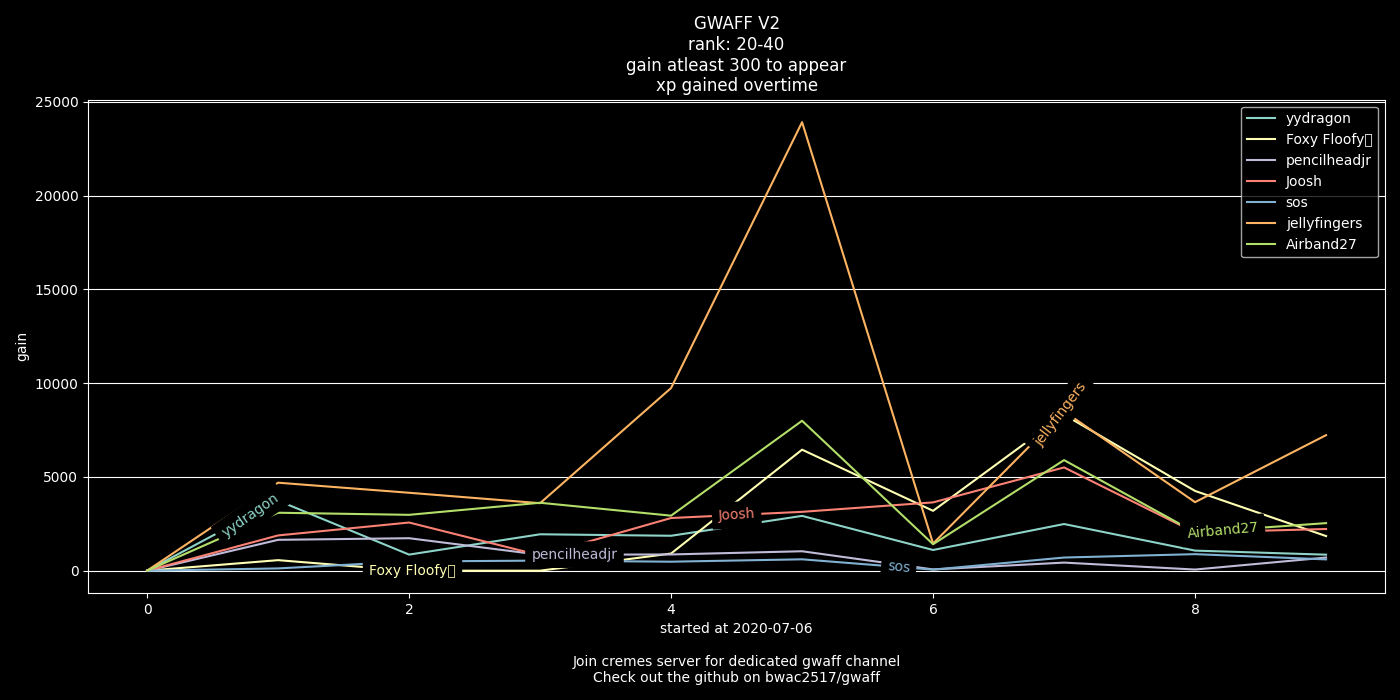 GWAFF V2
rank: 20-40
gain atleast 300 to appear
xp gained overtime
25000
20000
15000
10000
5000
0
gain
yydragon
Foxy Floofy▯
pencilheadjr
Joosh
sos
jellyfingers
Airband27
yydragon
Foxy Floofy▯
pencilheadjr
Joosh
sos
jellyfingers
Airband27
0 2 4 6 8
started at 2020-07-06
Join cremes server for dedicated gwaff channel
Check out the github on bwac2517/gwaff